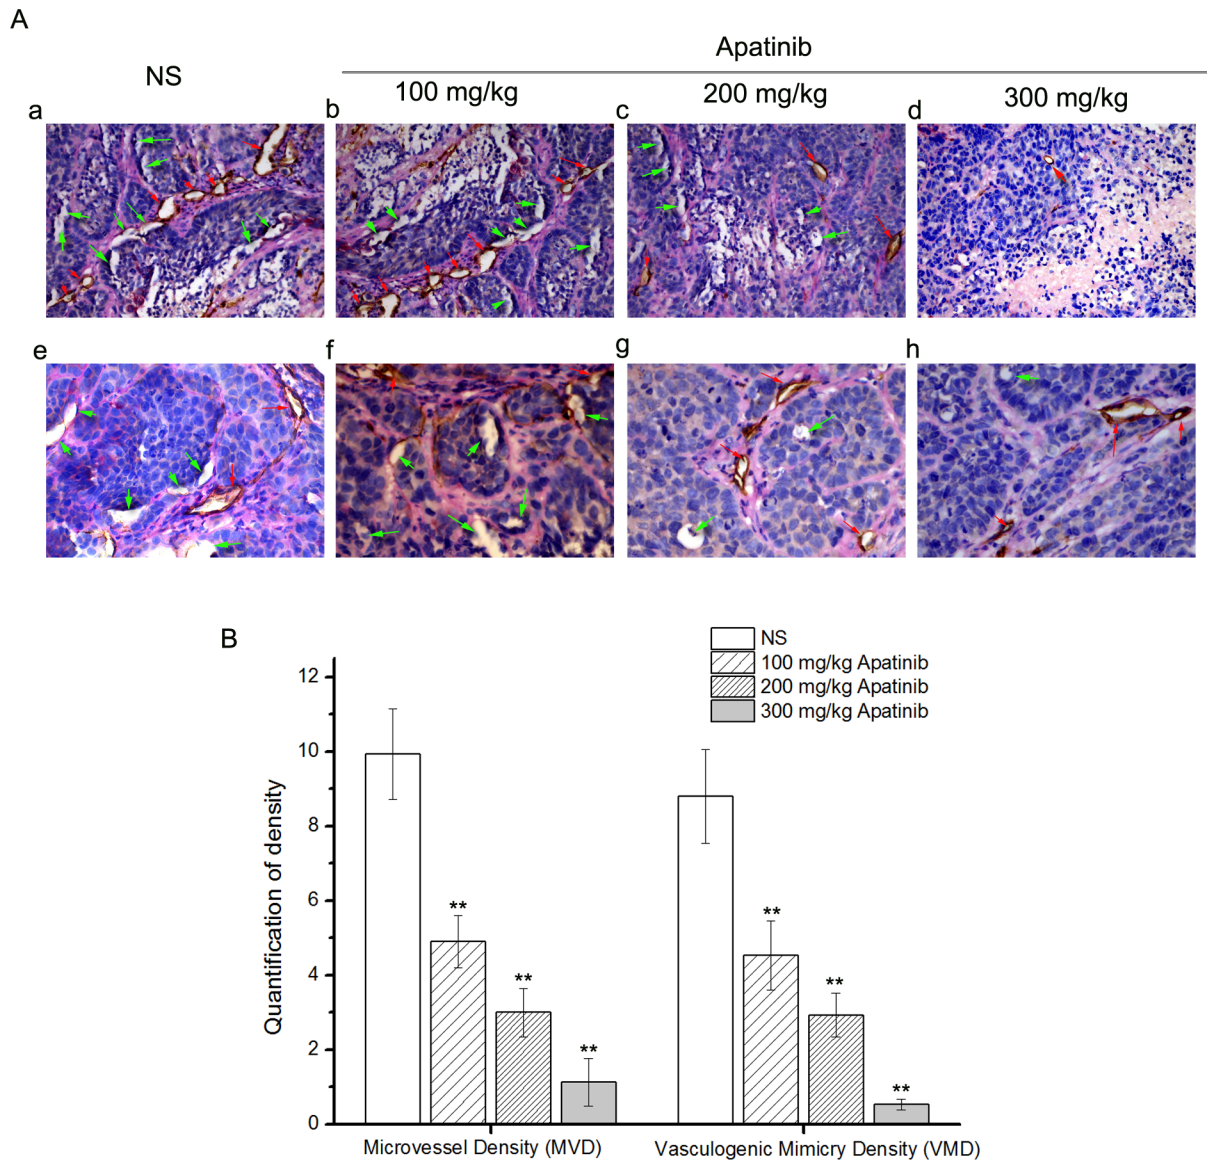 A
Apatinib
NS
100 mg/kg
200 mg/kg
300 mg/kg
a
b
c
d
e
f
g
h
B
NS
100 mg/kg Apatinib
200 mg/kg Apatinib
300 mg/kg Apatinib
Quantification of density
12
10
8
6
4
2
0
**
**
**
**
**
**
Microvessel Density (MVD)
Vasculogenic Mimicry Density (VMD)